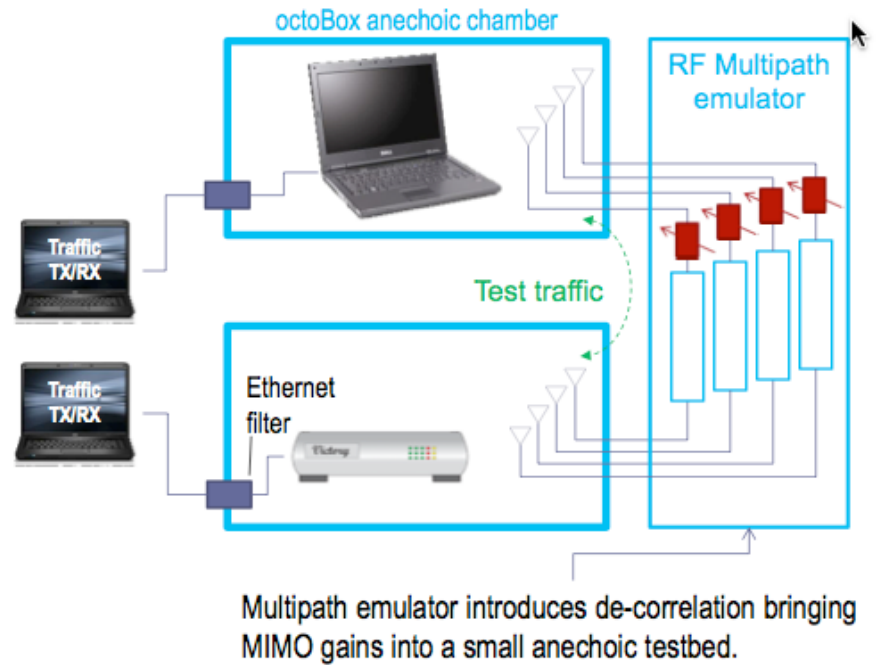 octoBox anechoic chamber
RF Multipath
emulator
Traffic
TX/RX
Test traffic
Traffic
TX/RX
Ethernet
filter
Victory
Multipath emulator introduces de-correlation bringing
MIMO gains into a small anechoic testbed.